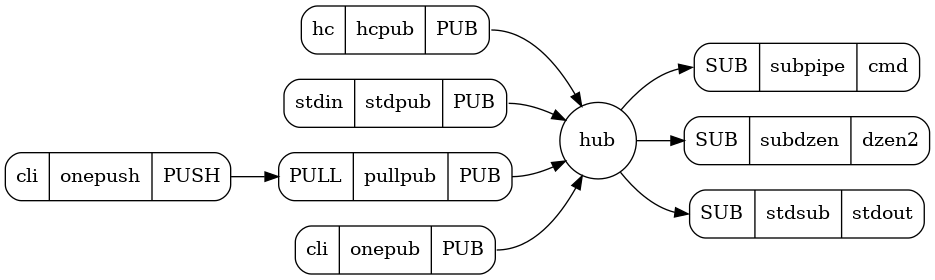 hc hcpub PUB
stdin stdpub PUB
cli onepush PUSH
PULL pullpub PUB
cli onepub PUB
hub
SUB subpipe cmd
SUB subdzen dzen2
SUB stdsub stdout